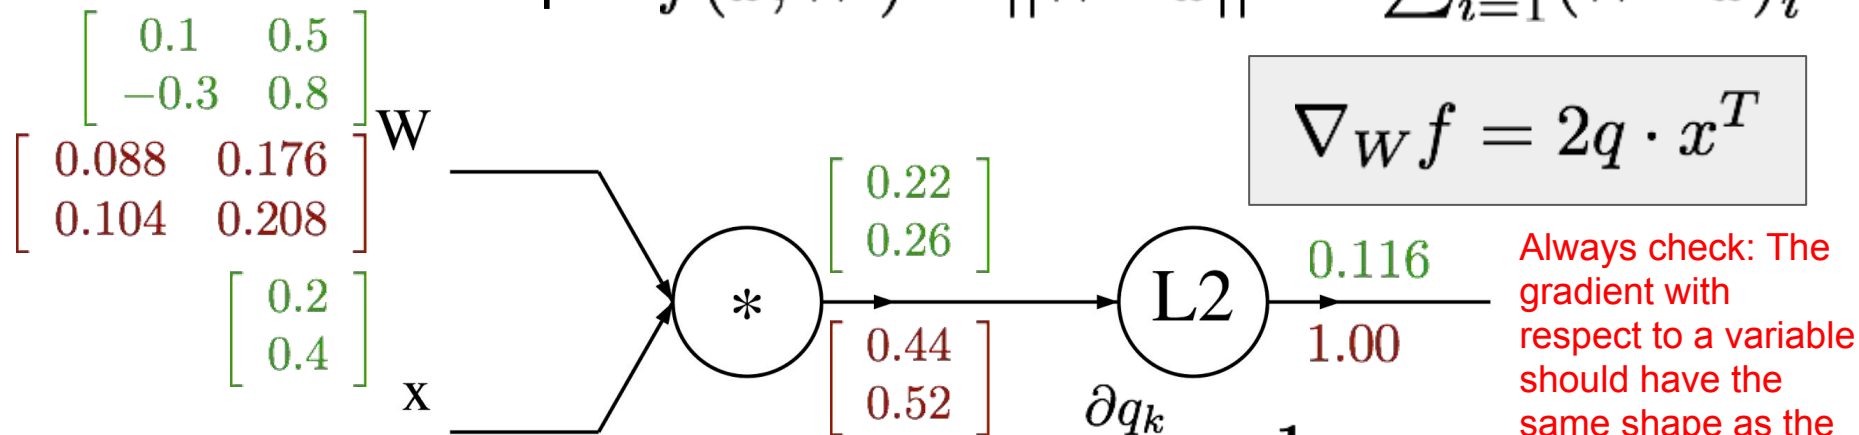 [ 0.1 0.5 ]
[ −0.3 0.8 ]
W
[ 0.088 0.176 ]
[ 0.104 0.208 ]
∇_W f = 2q · x^T
[ 0.22 ]
[ 0.26 ]
[ 0.2 ]
[ 0.4 ]
x
*
[ 0.44 ]
[ 0.52 ]
L2
0.116
1.00
∂q_k
Always check: The
gradient with
respect to a variable
should have the
same shape as the